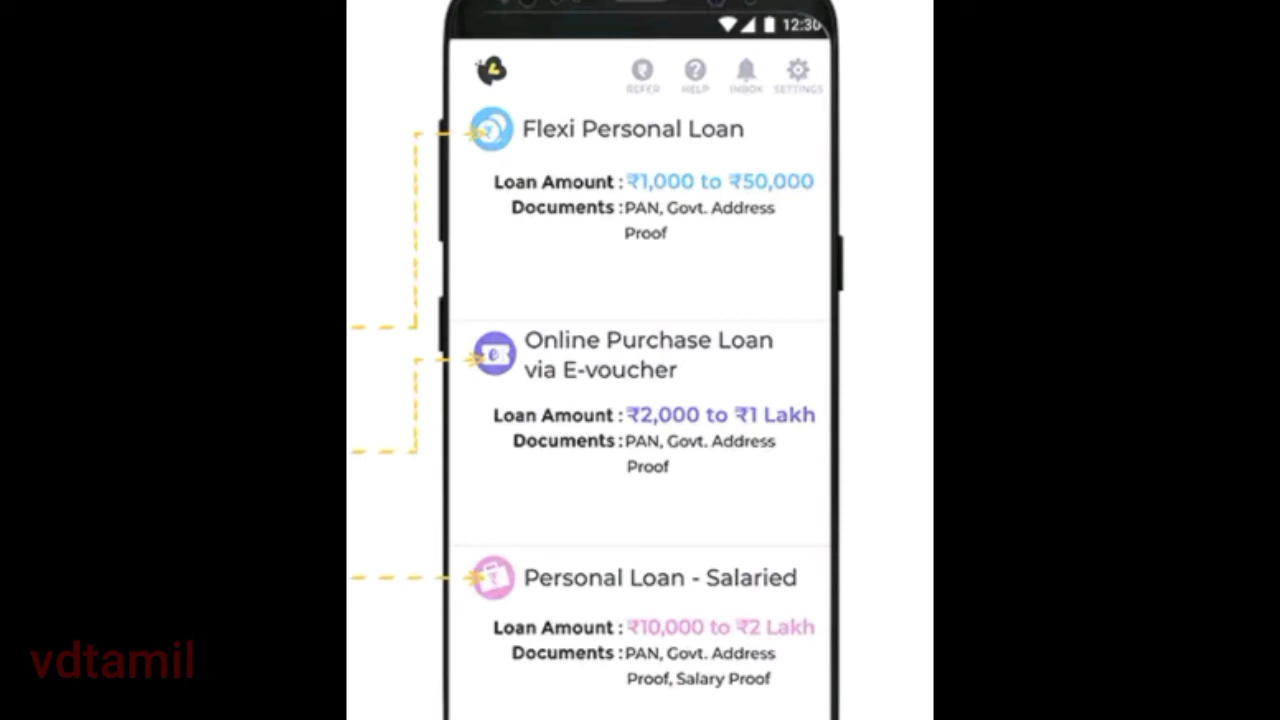 12:30
REFER HELP INBOX SETTINGS
Flexi Personal Loan
Loan Amount : ₹1,000 to ₹50,000
Documents : PAN, Govt. Address
Proof
Online Purchase Loan
via E-voucher
Loan Amount : ₹2,000 to ₹1 Lakh
Documents : PAN, Govt. Address
Proof
Personal Loan - Salaried
Loan Amount : ₹10,000 to ₹2 Lakh
Documents : PAN, Govt. Address
Proof, Salary Proof
vdtamil